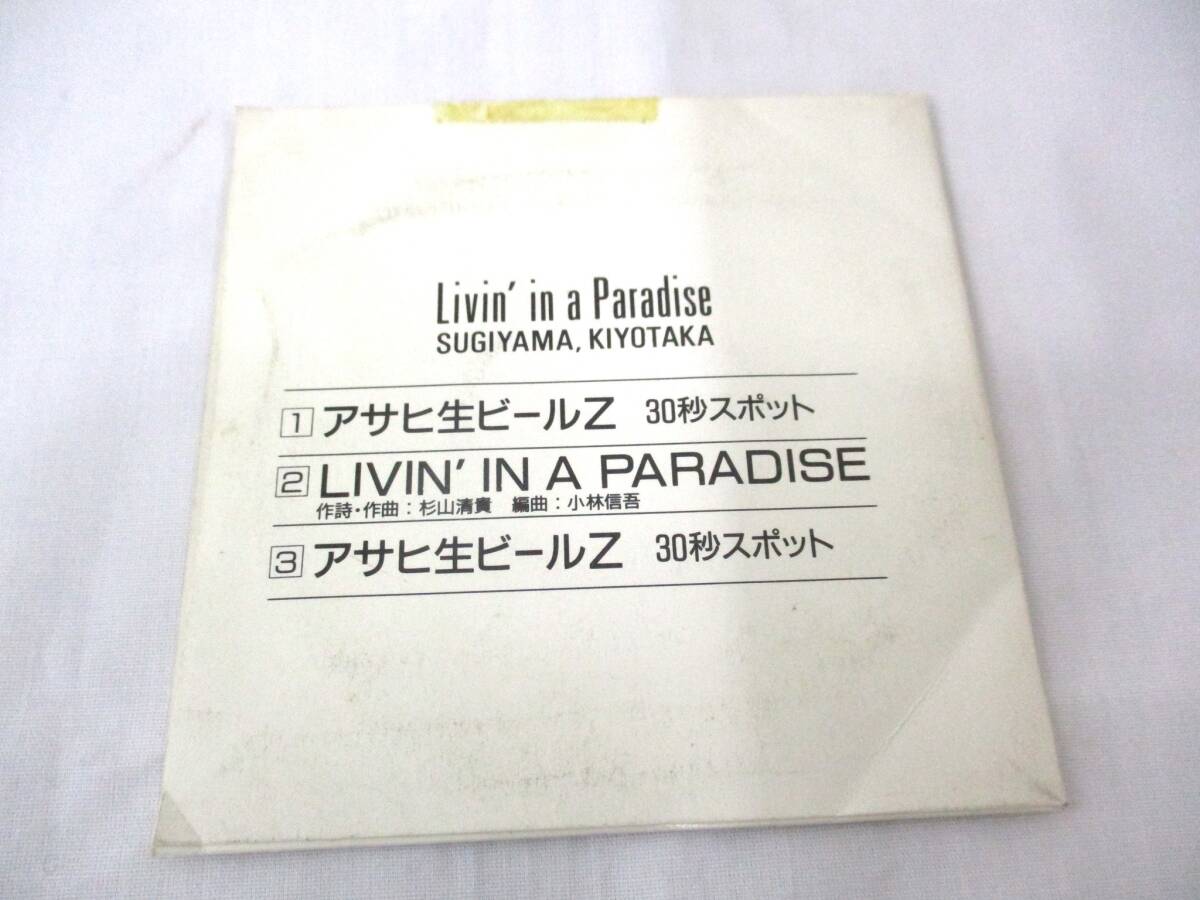 Livin' in a Paradise
SUGIYAMA, KIYOTAKA
1 アサヒ生ビールZ 30秒スポット
2 LIVIN' IN A PARADISE
作詩・作曲：杉山清貴 編曲：小林信吾
3 アサヒ生ビールZ 30秒スポット